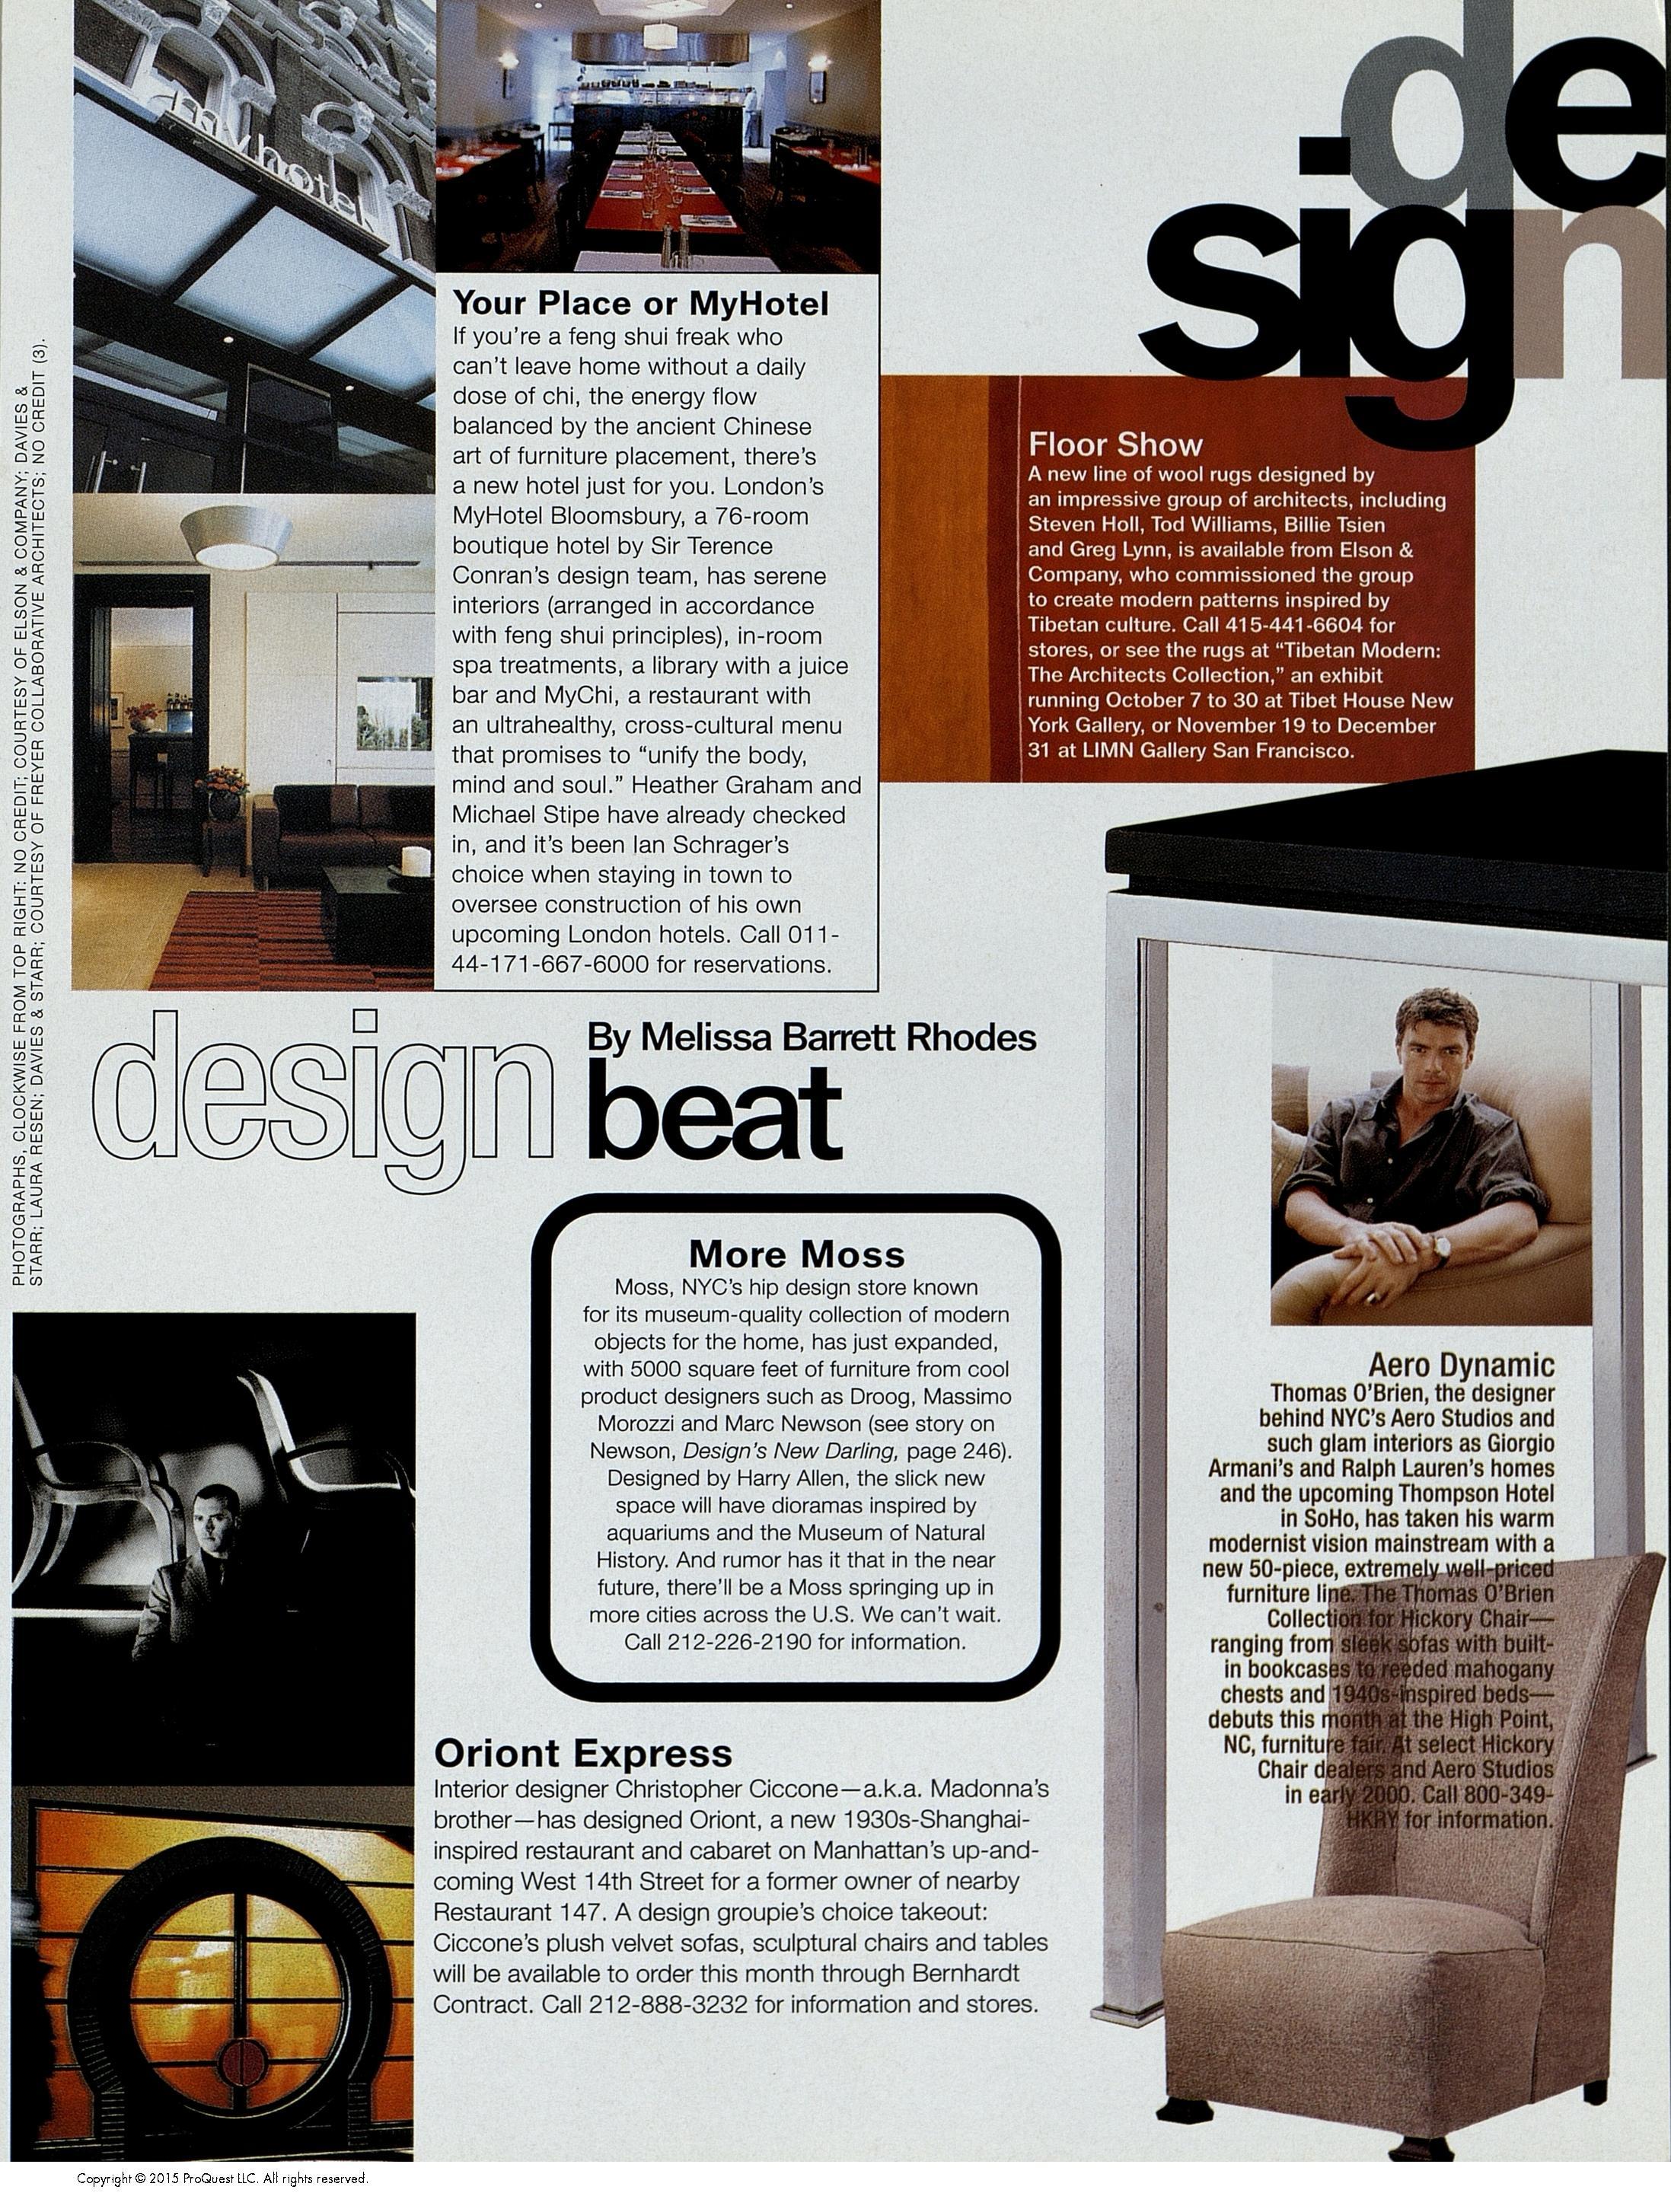 de
sign
myhotel
Your Place or MyHotel
If you're a feng shui freak who
can't leave home without a daily
dose of chi, the energy flow
balanced by the ancient Chinese
art of furniture placement, there's
a new hotel just for you. London's
MyHotel Bloomsbury, a 76-room
boutique hotel by Sir Terence
Conran's design team, has serene
interiors (arranged in accordance
with feng shui principles), in-room
spa treatments, a library with a juice
bar and MyChi, a restaurant with
an ultrahealthy, cross-cultural menu
that promises to “unify the body,
mind and soul.” Heather Graham and
Michael Stipe have already checked
in, and it's been Ian Schrager's
choice when staying in town to
oversee construction of his own
upcoming London hotels. Call 011-
44-171-667-6000 for reservations.
Floor Show
A new line of wool rugs designed by
an impressive group of architects, including
Steven Holl, Tod Williams, Billie Tsien
and Greg Lynn, is available from Elson &
Company, who commissioned the group
to create modern patterns inspired by
Tibetan culture. Call 415-441-6604 for
stores, or see the rugs at “Tibetan Modern:
The Architects Collection,” an exhibit
running October 7 to 30 at Tibet House New
York Gallery, or November 19 to December
31 at LIMN Gallery San Francisco.
PHOTOGRAPHS, CLOCKWISE FROM TOP RIGHT: NO CREDIT; COURTESY OF ELSON & COMPANY; DAVIES &
STARR; LAURA RESEN; DAVIES & STARR; COURTESY OF FREYER COLLABORATIVE ARCHITECTS; NO CREDIT (3).
design beat
By Melissa Barrett Rhodes
More Moss
Moss, NYC's hip design store known
for its museum-quality collection of modern
objects for the home, has just expanded,
with 5000 square feet of furniture from cool
product designers such as Droog, Massimo
Morozzi and Marc Newson (see story on
Newson, Design's New Darling, page 246).
Designed by Harry Allen, the slick new
space will have dioramas inspired by
aquariums and the Museum of Natural
History. And rumor has it that in the near
future, there'll be a Moss springing up in
more cities across the U.S. We can't wait.
Call 212-226-2190 for information.
Aero Dynamic
Thomas O'Brien, the designer
behind NYC's Aero Studios and
such glam interiors as Giorgio
Armani's and Ralph Lauren's homes
and the upcoming Thompson Hotel
in SoHo, has taken his warm
modernist vision mainstream with a
new 50-piece, extremely well-priced
furniture line. The Thomas O'Brien
Collection for Hickory Chair—
ranging from sleek sofas with built-
in bookcases to reeded mahogany
chests and 1940s-inspired beds—
debuts this month at the High Point,
NC, furniture fair. At select Hickory
Chair dealers and Aero Studios
in early 2000. Call 800-349-
HKRY for information.
Oriont Express
Interior designer Christopher Ciccone—a.k.a. Madonna's
brother—has designed Oriont, a new 1930s-Shanghai-
inspired restaurant and cabaret on Manhattan's up-and-
coming West 14th Street for a former owner of nearby
Restaurant 147. A design groupie's choice takeout:
Ciccone's plush velvet sofas, sculptural chairs and tables
will be available to order this month through Bernhardt
Contract. Call 212-888-3232 for information and stores.
Copyright © 2015 ProQuest LLC. All rights reserved.